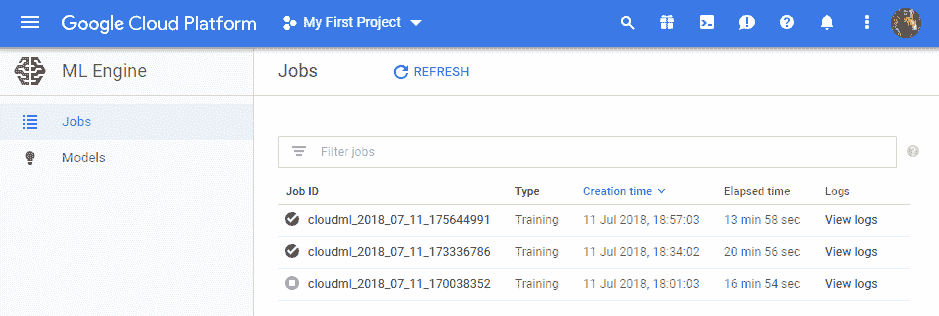 Google Cloud Platform My First Project
ML Engine Jobs REFRESH
Jobs
Models
Filter jobs
Job ID Type Creation time Elapsed time Logs
cloudml_2018_07_11_175644991 Training 11 Jul 2018, 18:57:03 13 min 58 sec View logs
cloudml_2018_07_11_173336786 Training 11 Jul 2018, 18:34:02 20 min 56 sec View logs
cloudml_2018_07_11_170038352 Training 11 Jul 2018, 18:01:03 16 min 54 sec View logs